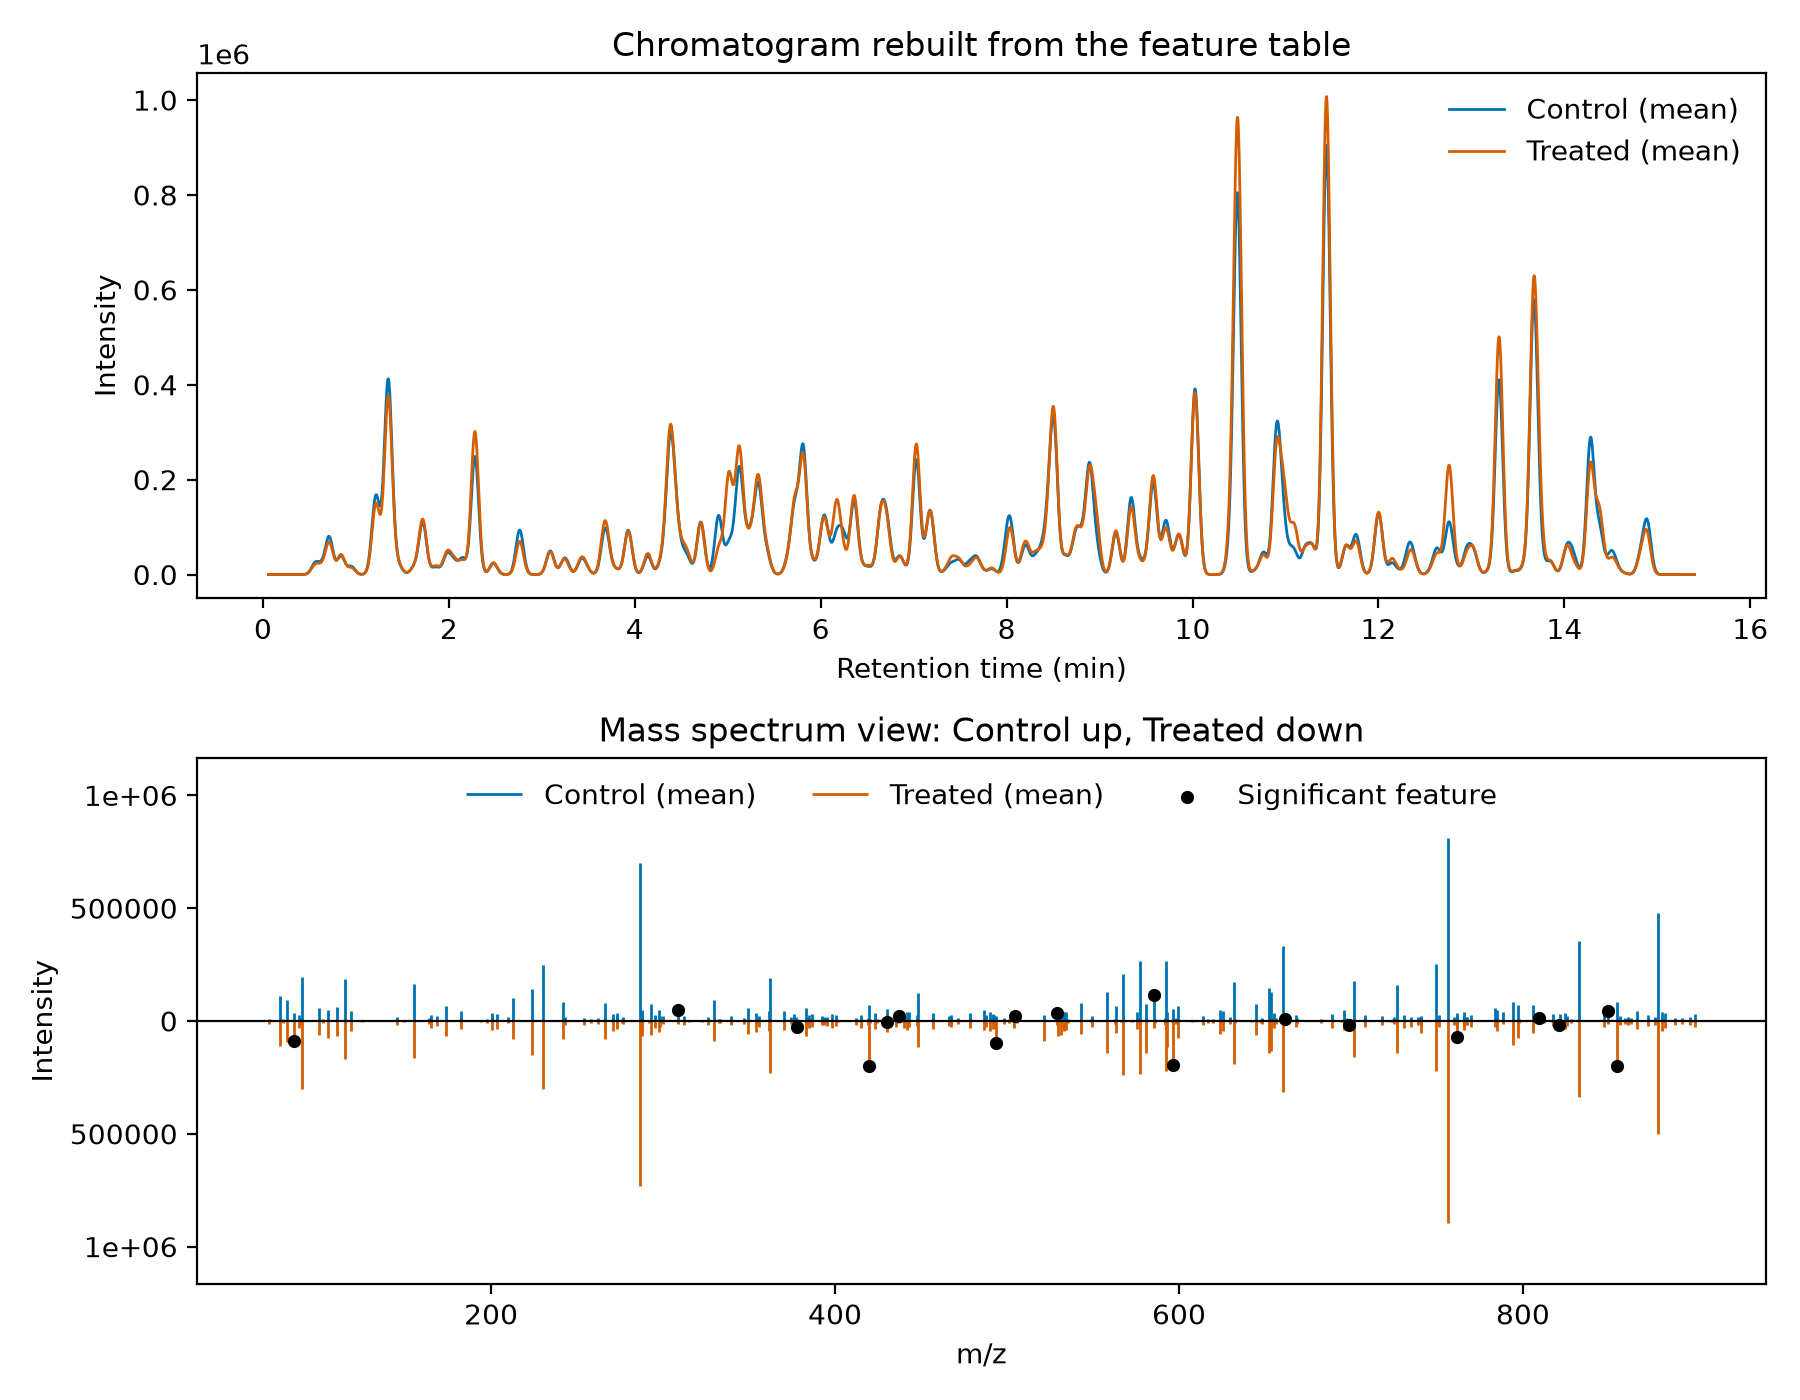 Chromatogram rebuilt from the feature table
1e6
1.0
0.8
0.6
0.4
0.2
0.0
Intensity
Control (mean)
Treated (mean)
0 2 4 6 8 10 12 14 16
Retention time (min)
Mass spectrum view: Control up, Treated down
Control (mean) Treated (mean) Significant feature
1e+06
500000
0
500000
1e+06
Intensity
200 400 600 800
m/z